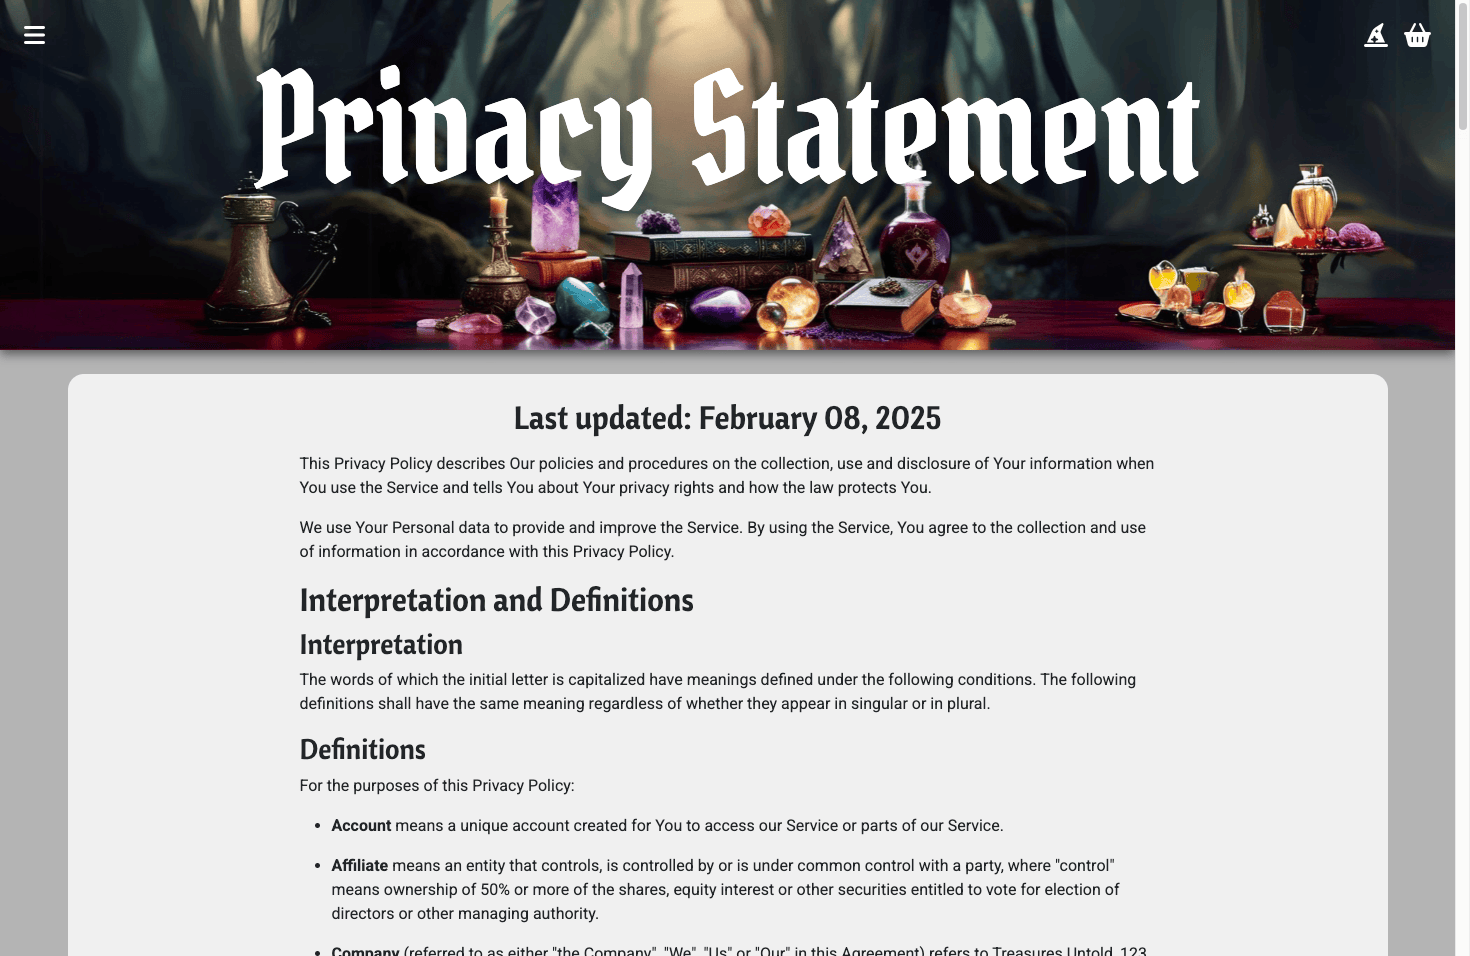 Privacy Statement
Last updated: February 08, 2025
This Privacy Policy describes Our policies and procedures on the collection, use and disclosure of Your information when
You use the Service and tells You about Your privacy rights and how the law protects You.
We use Your Personal data to provide and improve the Service. By using the Service, You agree to the collection and use
of information in accordance with this Privacy Policy.
Interpretation and Definitions
Interpretation
The words of which the initial letter is capitalized have meanings defined under the following conditions. The following
definitions shall have the same meaning regardless of whether they appear in singular or in plural.
Definitions
For the purposes of this Privacy Policy:
• Account means a unique account created for You to access our Service or parts of our Service.
• Affiliate means an entity that controls, is controlled by or is under common control with a party, where "control"
means ownership of 50% or more of the shares, equity interest or other securities entitled to vote for election of
directors or other managing authority.
• Company (referred to as either "the Company", "We", "Us" or "Our" in this Agreement) refers to Treasures Untold, 123